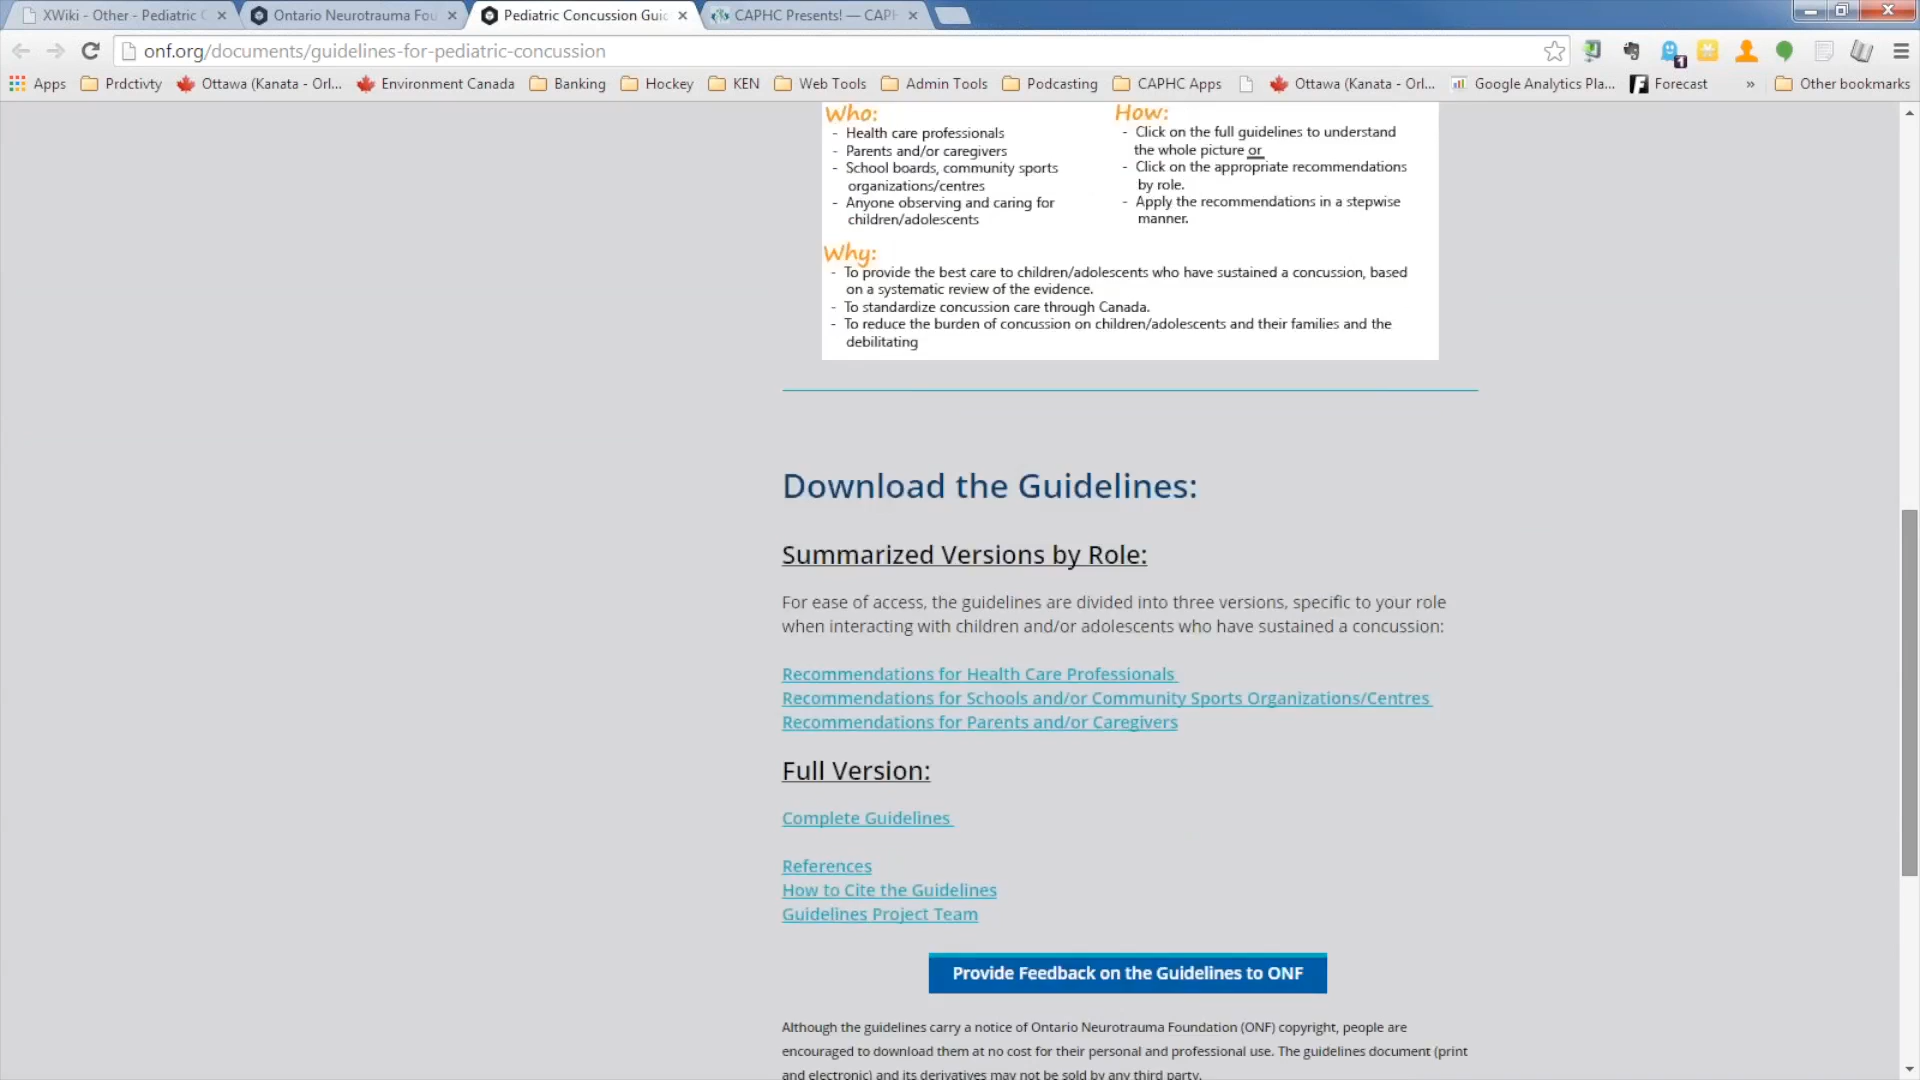 XWiki - Other - Pediatric C
Ontario Neurotrauma Fou
Pediatric Concussion Guid
CAPHC Presents! — CAPH
onf.org/documents/guidelines-for-pediatric-concussion
1
Apps
Prdctivty
Ottawa (Kanata - Orl...
Environment Canada
Banking
Hockey
KEN
Web Tools
Admin Tools
Podcasting
CAPHC Apps
Ottawa (Kanata - Orl...
Google Analytics Pla...
Forecast
»
Other bookmarks
Who:
- Health care professionals
- Parents and/or caregivers
- School boards, community sports
organizations/centres
- Anyone observing and caring for
children/adolescents
How:
- Click on the full guidelines to understand
the whole picture or
- Click on the appropriate recommendations
by role.
- Apply the recommendations in a stepwise
manner.
Why:
- To provide the best care to children/adolescents who have sustained a concussion, based
on a systematic review of the evidence.
- To standardize concussion care through Canada.
- To reduce the burden of concussion on children/adolescents and their families and the
debilitating
Download the Guidelines:
Summarized Versions by Role:
For ease of access, the guidelines are divided into three versions, specific to your role
when interacting with children and/or adolescents who have sustained a concussion:
Recommendations for Health Care Professionals
Recommendations for Schools and/or Community Sports Organizations/Centres
Recommendations for Parents and/or Caregivers
Full Version:
Complete Guidelines
References
How to Cite the Guidelines
Guidelines Project Team
Provide Feedback on the Guidelines to ONF
Although the guidelines carry a notice of Ontario Neurotrauma Foundation (ONF) copyright, people are
encouraged to download them at no cost for their personal and professional use. The guidelines document (print
and electronic) and its derivatives may not be sold by any third party.